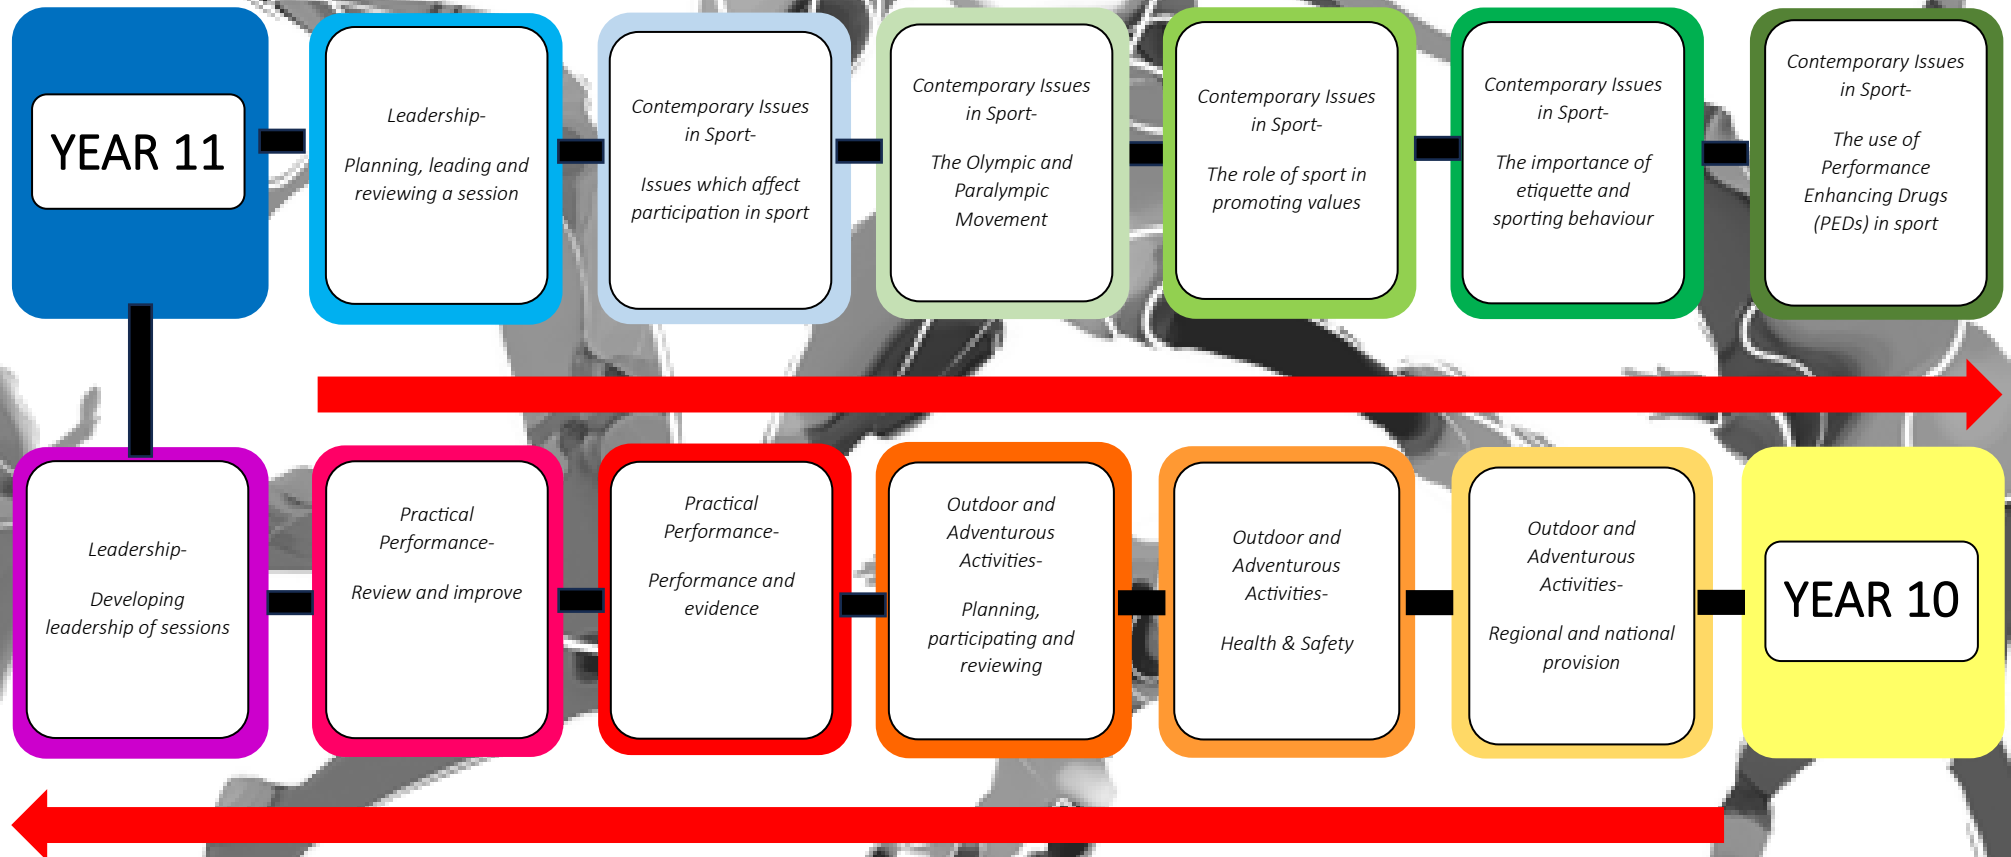 YEAR 11
Leadership-
Planning, leading and
reviewing a session
Contemporary Issues
in Sport-
Issues which affect
participation in sport
Contemporary Issues
in Sport-
The Olympic and
Paralympic
Movement
Contemporary Issues
in Sport-
The role of sport in
promoting values
Contemporary Issues
in Sport-
The importance of
etiquette and
sporting behaviour
Contemporary Issues
in Sport-
The use of
Performance
Enhancing Drugs
(PEDs) in sport
Leadership-
Developing
leadership of sessions
Practical
Performance-
Review and improve
Practical
Performance-
Performance and
evidence
Outdoor and
Adventurous
Activities-
Planning,
participating and
reviewing
Outdoor and
Adventurous
Activities-
Health & Safety
Outdoor and
Adventurous
Activities-
Regional and national
provision
YEAR 10